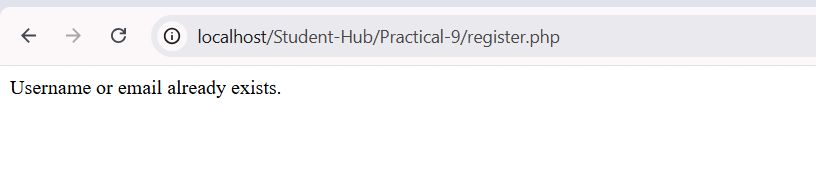 localhost/Student-Hub/Practical-9/register.php
Username or email already exists.